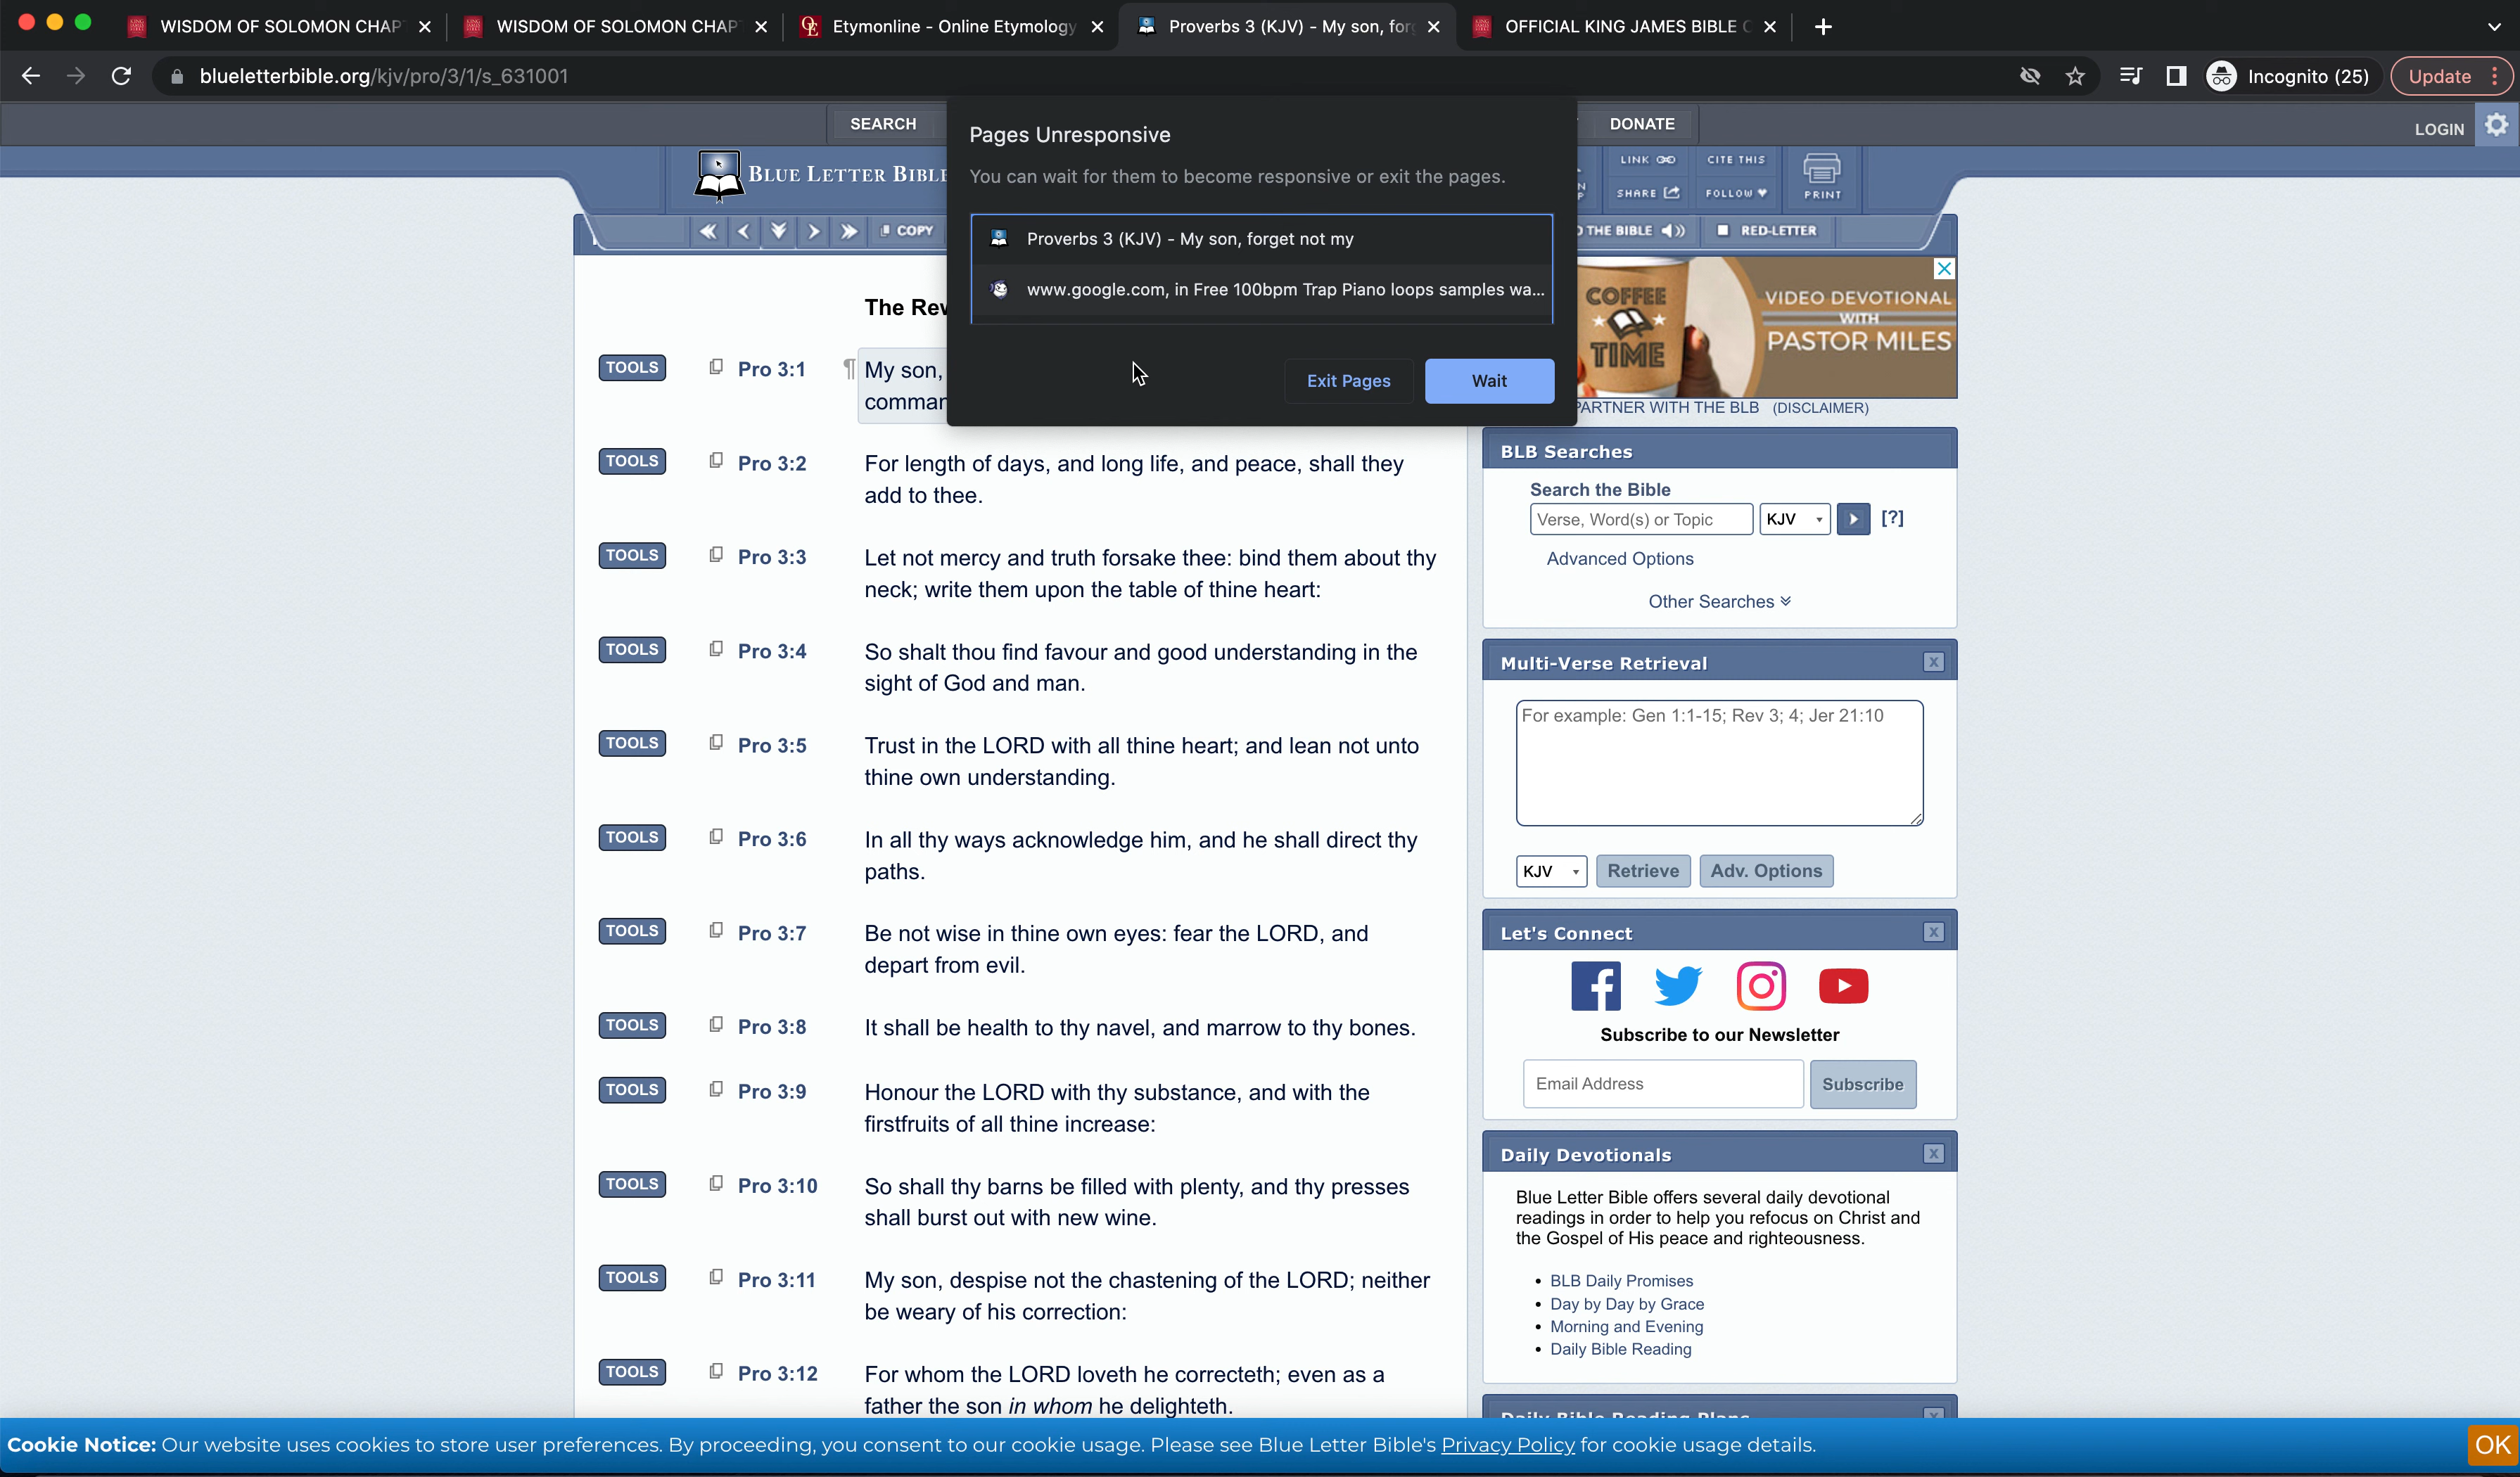 WISDOM OF SOLOMON CHAP
WISDOM OF SOLOMON CHAP
Etymonline - Online Etymology
Proverbs 3 (KJV) - My son, for
OFFICIAL KING JAMES BIBLE
blueletterbible.org/kjv/pro/3/1/s_631001
Incognito (25)
Update
SEARCH
DONATE
LOGIN
Pages Unresponsive
You can wait for them to become responsive or exit the pages.
Proverbs 3 (KJV) - My son, forget not my
www.google.com, in Free 100bpm Trap Piano loops samples wa...
Exit Pages
Wait
BLUE LETTER BIBLE
LINK
CITE THIS
SHARE
FOLLOW
PRINT
COPY
THE BIBLE
RED-LETTER
The Rev
TOOLS
Pro 3:1
¶
My son,
comman
TOOLS
Pro 3:2
For length of days, and long life, and peace, shall they
add to thee.
TOOLS
Pro 3:3
Let not mercy and truth forsake thee: bind them about thy
neck; write them upon the table of thine heart:
TOOLS
Pro 3:4
So shalt thou find favour and good understanding in the
sight of God and man.
TOOLS
Pro 3:5
Trust in the LORD with all thine heart; and lean not unto
thine own understanding.
TOOLS
Pro 3:6
In all thy ways acknowledge him, and he shall direct thy
paths.
TOOLS
Pro 3:7
Be not wise in thine own eyes: fear the LORD, and
depart from evil.
TOOLS
Pro 3:8
It shall be health to thy navel, and marrow to thy bones.
TOOLS
Pro 3:9
Honour the LORD with thy substance, and with the
firstfruits of all thine increase:
TOOLS
Pro 3:10
So shall thy barns be filled with plenty, and thy presses
shall burst out with new wine.
TOOLS
Pro 3:11
My son, despise not the chastening of the LORD; neither
be weary of his correction:
TOOLS
Pro 3:12
For whom the LORD loveth he correcteth; even as a
father the son in whom he delighteth.
COFFEE
TIME
VIDEO DEVOTIONAL
WITH
PASTOR MILES
PARTNER WITH THE BLB (DISCLAIMER)
BLB Searches
Search the Bible
Verse, Word(s) or Topic
KJV
[?]
Advanced Options
Other Searches
Multi-Verse Retrieval
X
For example: Gen 1:1-15; Rev 3; 4; Jer 21:10
KJV
Retrieve
Adv. Options
Let's Connect
X
Subscribe to our Newsletter
Email Address
Subscribe
Daily Devotionals
X
Blue Letter Bible offers several daily devotional
readings in order to help you refocus on Christ and
the Gospel of His peace and righteousness.
• BLB Daily Promises
• Day by Day by Grace
• Morning and Evening
• Daily Bible Reading
Daily Bible Reading Plans
Cookie Notice: Our website uses cookies to store user preferences. By proceeding, you consent to our cookie usage. Please see Blue Letter Bible's Privacy Policy for cookie usage details.
OK